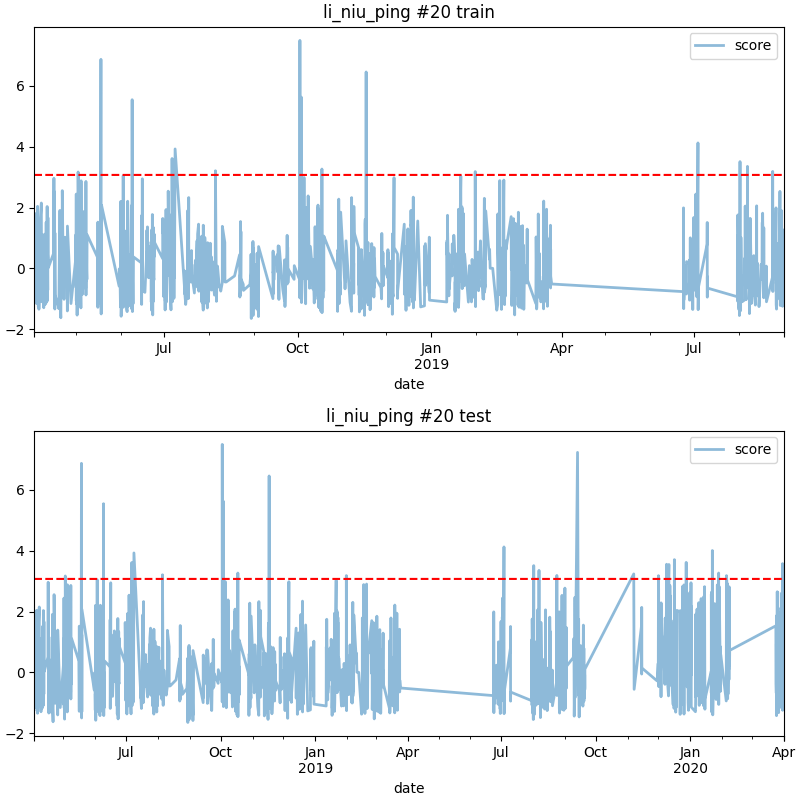 li_niu_ping #20 train
score
6
4
2
0
−2
Jul Oct Jan Apr Jul
2019
date
li_niu_ping #20 test
score
6
4
2
0
−2
Jul Oct Jan Apr Jul Oct Jan Apr
2019 2020
date